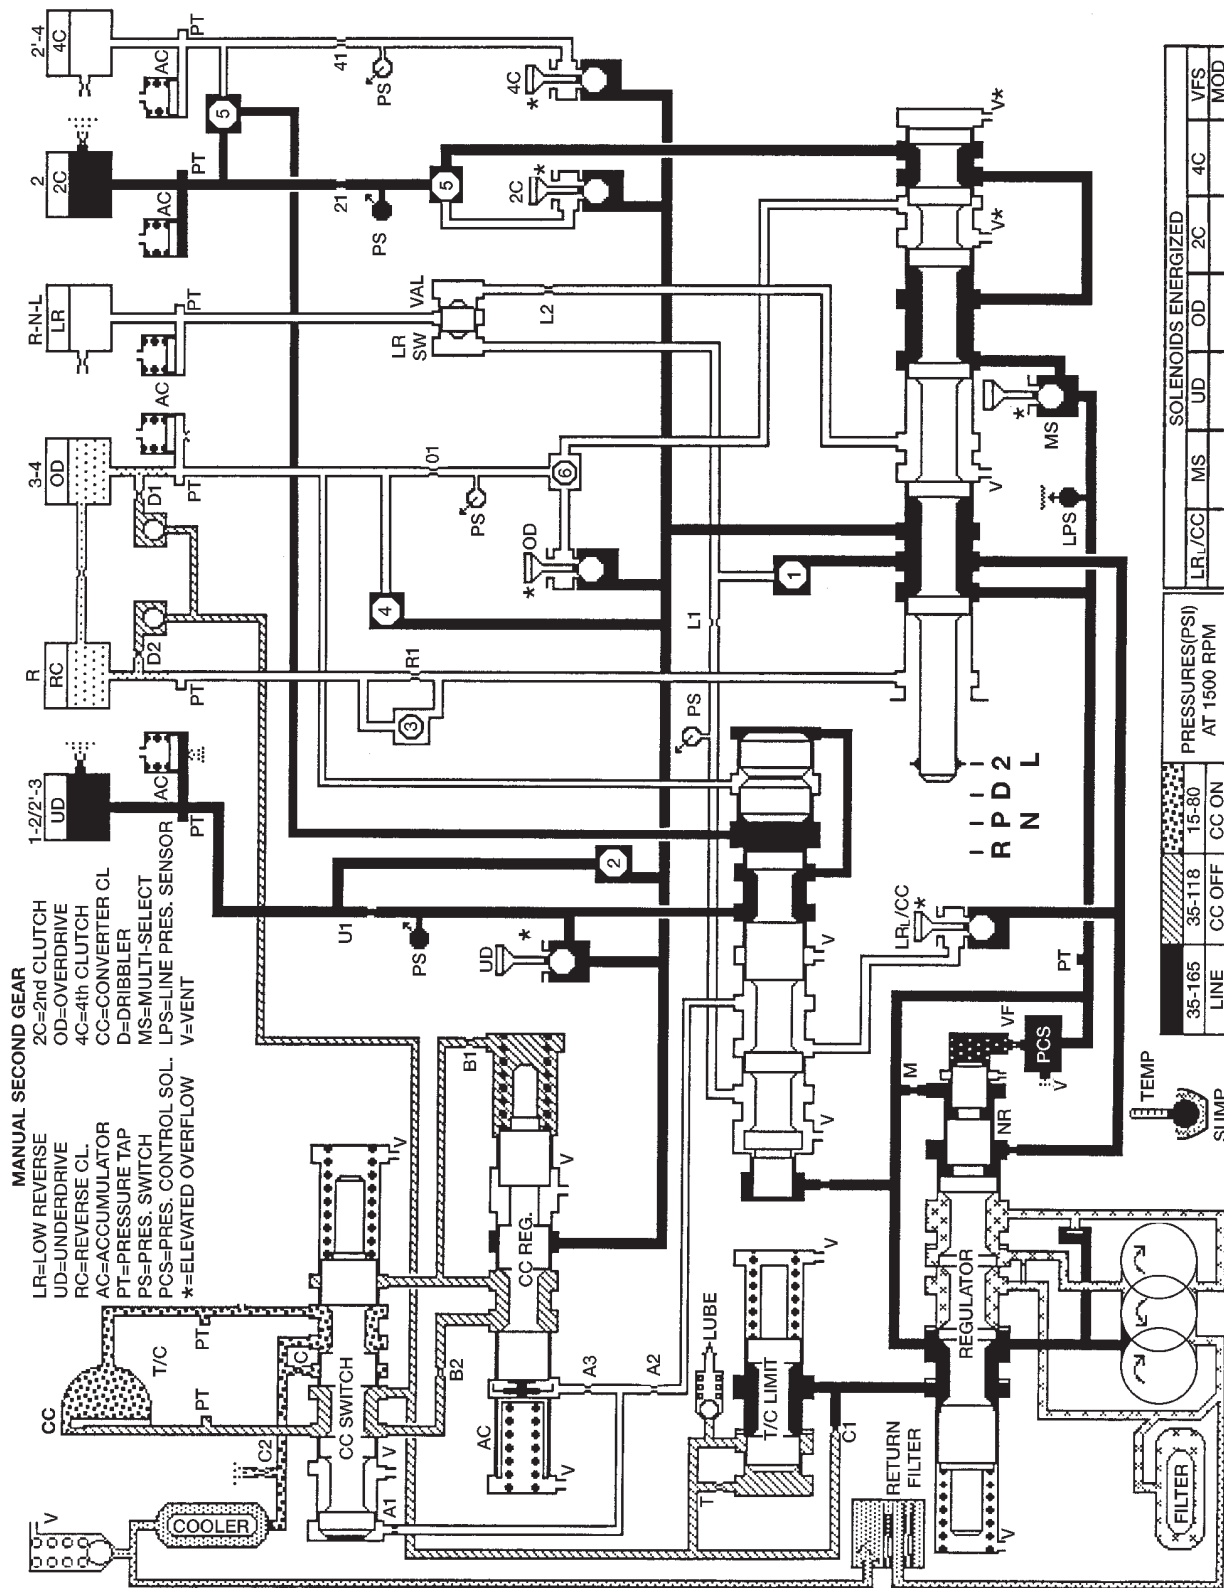 MANUAL SECOND GEAR
LR=LOW REVERSE
UD=UNDERDRIVE
RC=REVERSE CL.
AC=ACCUMULATOR
PT=PRESSURE TAP
PS=PRES. SWITCH
PCS=PRES. CONTROL SOL.
*=ELEVATED OVERFLOW
2C=2nd CLUTCH
OD=OVERDRIVE
4C=4th CLUTCH
CC=CONVERTER CL
D=DRIBBLER
MS=MULTI-SELECT
LPS=LINE PRES. SENSOR
V=VENT
1-2/2'-3
UD
R
RC
3-4
OD
R-N-L
LR
2
2C
2'-4
4C
AC
PT
D2
PT
D1
PT
AC
AC
PT
AC
PT
AC
PT
CC
T/C
PT
PT
V
COOLER
C2
C
CC SWITCH
V
V
A1
U1
PS
2
R1
3
4
O1
PS
6
OD
*
LR
SW
VAL
L2
21
PS
5
2C
*
5
41
PS
4C
*
UD
*
B1
B2
CC REG.
V
AC
V
A3
A2
L1
PS
1
LUBE
T/C LIMIT
V
T
C1
RETURN
FILTER
V
V
LRL/CC
*
R P D 2
N L
V
V*
V*
MS
*
LPS
PT
M
VF
PCS
V
NR
REGULATOR
V
FILTER
TEMP
SUMP
35-165
35-118
15-80
PRESSURES(PSI)
AT 1500 RPM
LINE
CC OFF
CC ON
SOLENOIDS ENERGIZED
LRL/CC
MS
UD
OD
2C
4C
VFS
MOD